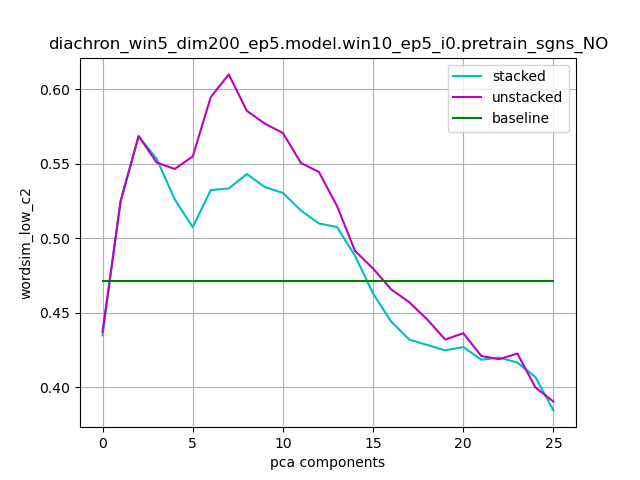 diachron_win5_dim200_ep5.model.win10_ep5_i0.pretrain_sgns_NO
stacked
unstacked
baseline
0.60
0.55
0.50
0.45
0.40
wordsim_low_c2
0 5 10 15 20 25
pca components